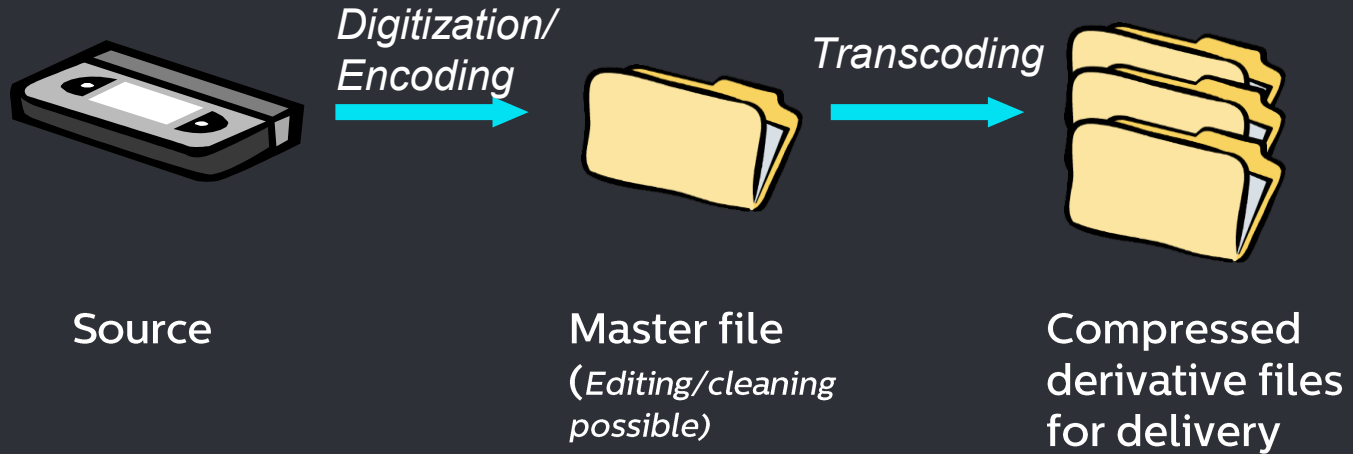 Digitization/
Encoding
Transcoding
Source
Master file
(Editing/cleaning
possible)
Compressed
derivative files
for delivery